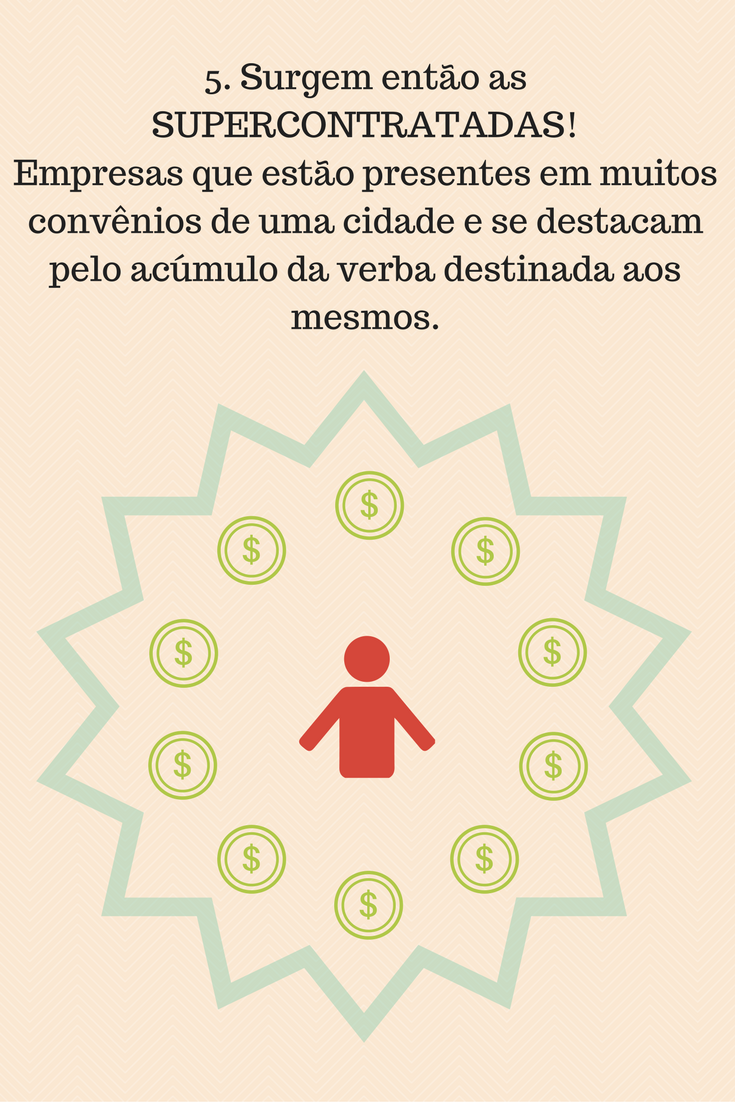 5. Surgem então as
SUPERCONTRATADAS!
Empresas que estão presentes em muitos
convênios de uma cidade e se destacam
pelo acúmulo da verba destinada aos
mesmos.
$
$
$
$
$
$
$
$
$
$